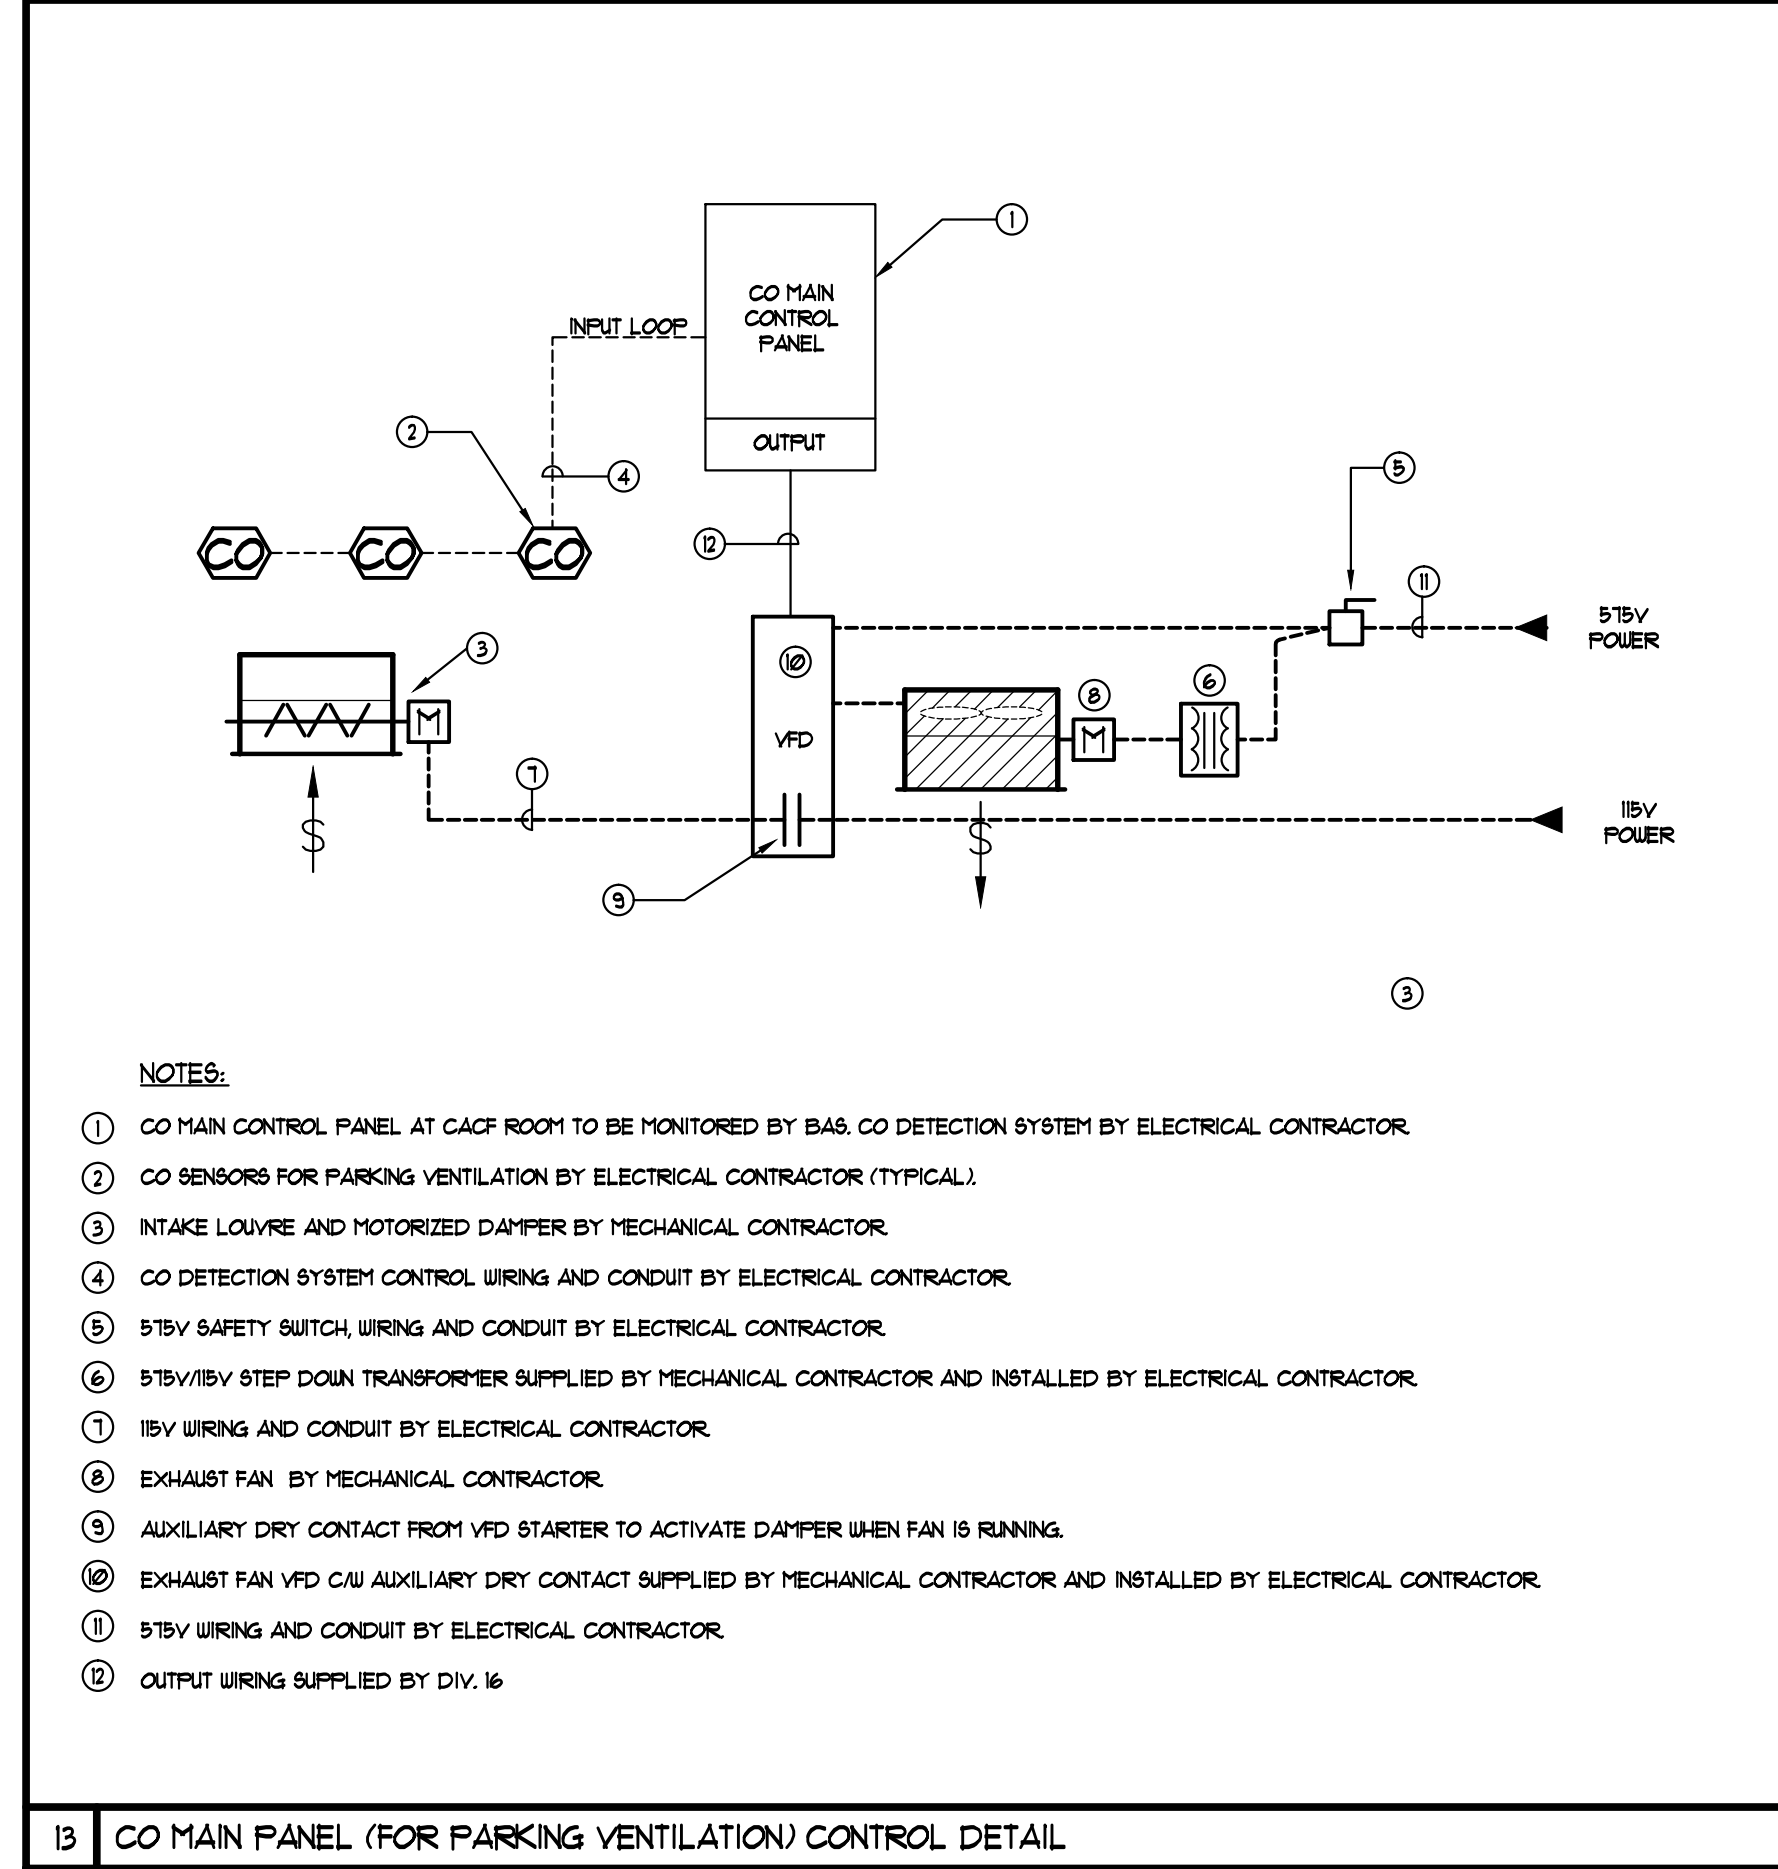 1
CO MAIN
CONTROL
PANEL
INPUT LOOP
OUTPUT
2
4
5
12
11
CO CO CO
575V
POWER
3
10
6
8
M
VFD
M
7
115V
POWER
S
S
9
3
NOTES:
1 CO MAIN CONTROL PANEL AT CACF ROOM TO BE MONITORED BY BAS. CO DETECTION SYSTEM BY ELECTRICAL CONTRACTOR.
2 CO SENSORS FOR PARKING VENTILATION BY ELECTRICAL CONTRACTOR (TYPICAL).
3 INTAKE LOUVRE AND MOTORIZED DAMPER BY MECHANICAL CONTRACTOR.
4 CO DETECTION SYSTEM CONTROL WIRING AND CONDUIT BY ELECTRICAL CONTRACTOR.
5 575V SAFETY SWITCH, WIRING AND CONDUIT BY ELECTRICAL CONTRACTOR.
6 575V/115V STEP DOWN TRANSFORMER SUPPLIED BY MECHANICAL CONTRACTOR AND INSTALLED BY ELECTRICAL CONTRACTOR.
7 115V WIRING AND CONDUIT BY ELECTRICAL CONTRACTOR.
8 EXHAUST FAN BY MECHANICAL CONTRACTOR.
9 AUXILIARY DRY CONTACT FROM VFD STARTER TO ACTIVATE DAMPER WHEN FAN IS RUNNING.
10 EXHAUST FAN VFD C/W AUXILIARY DRY CONTACT SUPPLIED BY MECHANICAL CONTRACTOR AND INSTALLED BY ELECTRICAL CONTRACTOR.
11 575V WIRING AND CONDUIT BY ELECTRICAL CONTRACTOR.
12 OUTPUT WIRING SUPPLIED BY DIV. 16
13 CO MAIN PANEL (FOR PARKING VENTILATION) CONTROL DETAIL